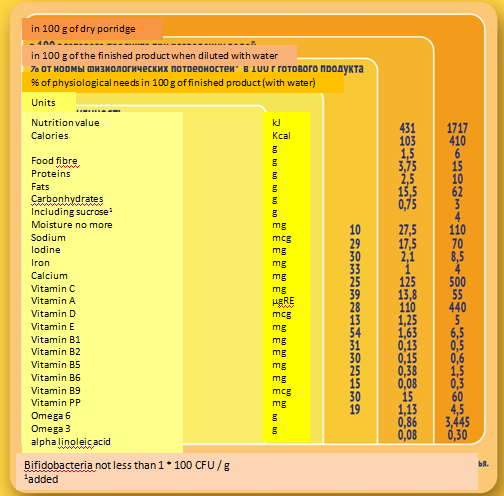 in 100 g of dry porridge
in 100 g of the finished product when diluted with water
% от нормы физиологических потребностей* в 100 г готового продукта
% of physiological needs in 100 g of finished product (with water)
Units
Nutrition value kJ 431 1717
Calories Kcal 103 410
g 1,5 6
Food fibre g 3,75 15
Proteins g 2,5 10
Fats g 15,5 62
Carbonhydrates g 0,75 3
Including sucrose¹ g 4
Moisture no more mg 10 27,5 110
Sodium mcg 29 17,5 70
Iodine mg 30 2,1 8,5
Iron mg 33 1 4
Calcium mg 25 125 500
Vitamin C mg 39 13,8 55
Vitamin A µgRE 28 110 440
Vitamin D mcg 13 1,25 5
Vitamin E mg 54 1,63 6,5
Vitamin B1 mg 31 0,13 0,5
Vitamin B2 mg 30 0,15 0,6
Vitamin B5 mg 25 0,38 1,5
Vitamin B6 mg 15 0,08 0,3
Vitamin B9 mcg 30 15 60
Vitamin PP mg 19 1,13 4,5
Omega 6 g 0,86 3,445
Omega 3 g 0,08 0,30
alpha linoleic acid
Bifidobacteria not less than 1 * 100 CFU / g
¹added